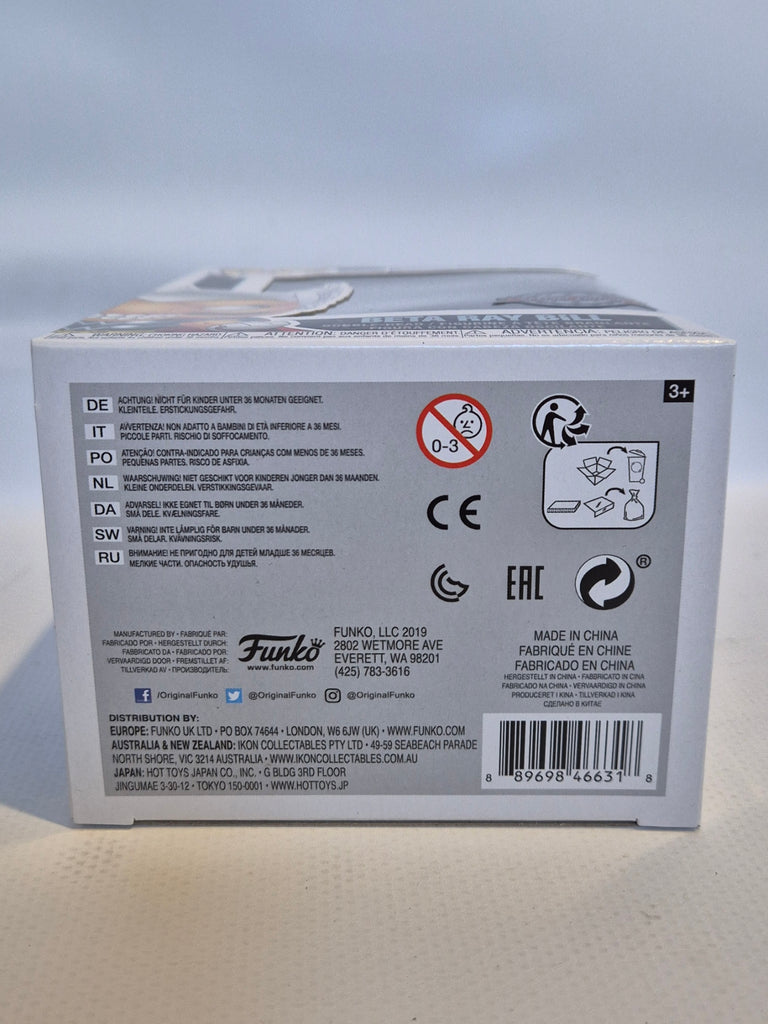 BETA RAY BILL
WARNING: CHOKING HAZARD
ATTENTION: DANGER D'ÉTOUFFEMENT
ADVERTENCIA: PELIGRO DE
3+
DE ACHTUNG! NICHT FÜR KINDER UNTER 36 MONATEN GEEIGNET.
KLEINTEILE. ERSTICKUNGSGEFAHR.
IT AVVERTENZA! NON ADATTO A BAMBINI DI ETÀ INFERIORE A 36 MESI.
PICCOLE PARTI. RISCHIO DI SOFFOCAMENTO.
PO ATENÇÃO! CONTRA-INDICADO PARA CRIANÇAS COM MENOS DE 36 MESES.
PEQUENAS PARTES. RISCO DE ASFIXIA.
NL WAARSCHUWING! NIET GESCHIKT VOOR KINDEREN JONGER DAN 36 MAANDEN.
KLEINE ONDERDELEN. VERSTIKKINGSGEVAAR.
DA ADVARSEL! IKKE EGNET TIL BØRN UNDER 36 MÅNEDER.
SMÅ DELE. KVÆLNINGSFARE.
SW VARNING! INTE LÄMPLIG FÖR BARN UNDER 36 MÅNADER.
SMÅ DELAR. KVÄVNINGSRISK.
RU ВНИМАНИЕ! НЕ ПРИГОДНО ДЛЯ ДЕТЕЙ МЛАДШЕ 36 МЕСЯЦЕВ.
МЕЛКИЕ ЧАСТИ. ОПАСНОСТЬ УДУШЬЯ.
0-3
CE
EAC
®
MANUFACTURED BY • FABRIQUÉ PAR:
FABRICADO POR • HERGESTELLT DURCH:
FABBRICATO DA • FABRICADO POR:
VERVAARDIGD DOOR • FREMSTILLET AF:
TILLVERKAD AV • ПРОИЗВОДИТЕЛЬ:
Funko
www.funko.com
FUNKO, LLC 2019
2802 WETMORE AVE
EVERETT, WA 98201
(425) 783-3616
MADE IN CHINA
FABRIQUÉ EN CHINE
FABRICADO EN CHINA
HERGESTELLT IN CHINA • FABBRICATO IN CINA
FABRICADO NA CHINA • VERVAARDIGD IN CHINA
PRODUCERET I KINA • TILLVERKAD I KINA
СДЕЛАНО В КИТАЕ
/OriginalFunko @OriginalFunko @OriginalFunko
DISTRIBUTION BY:
EUROPE: FUNKO UK LTD • PO BOX 74644 • LONDON, W6 6JW (UK) • WWW.FUNKO.COM
AUSTRALIA & NEW ZEALAND: IKON COLLECTABLES PTY LTD • 49-59 SEABEACH PARADE
NORTH SHORE, VIC 3214 AUSTRALIA • WWW.IKONCOLLECTABLES.COM.AU
JAPAN: HOT TOYS JAPAN CO., INC. • G BLDG 3RD FLOOR
JINGUMAE 3-30-12 • TOKYO 150-0001 • WWW.HOTTOYS.JP
8 89698 46631 8